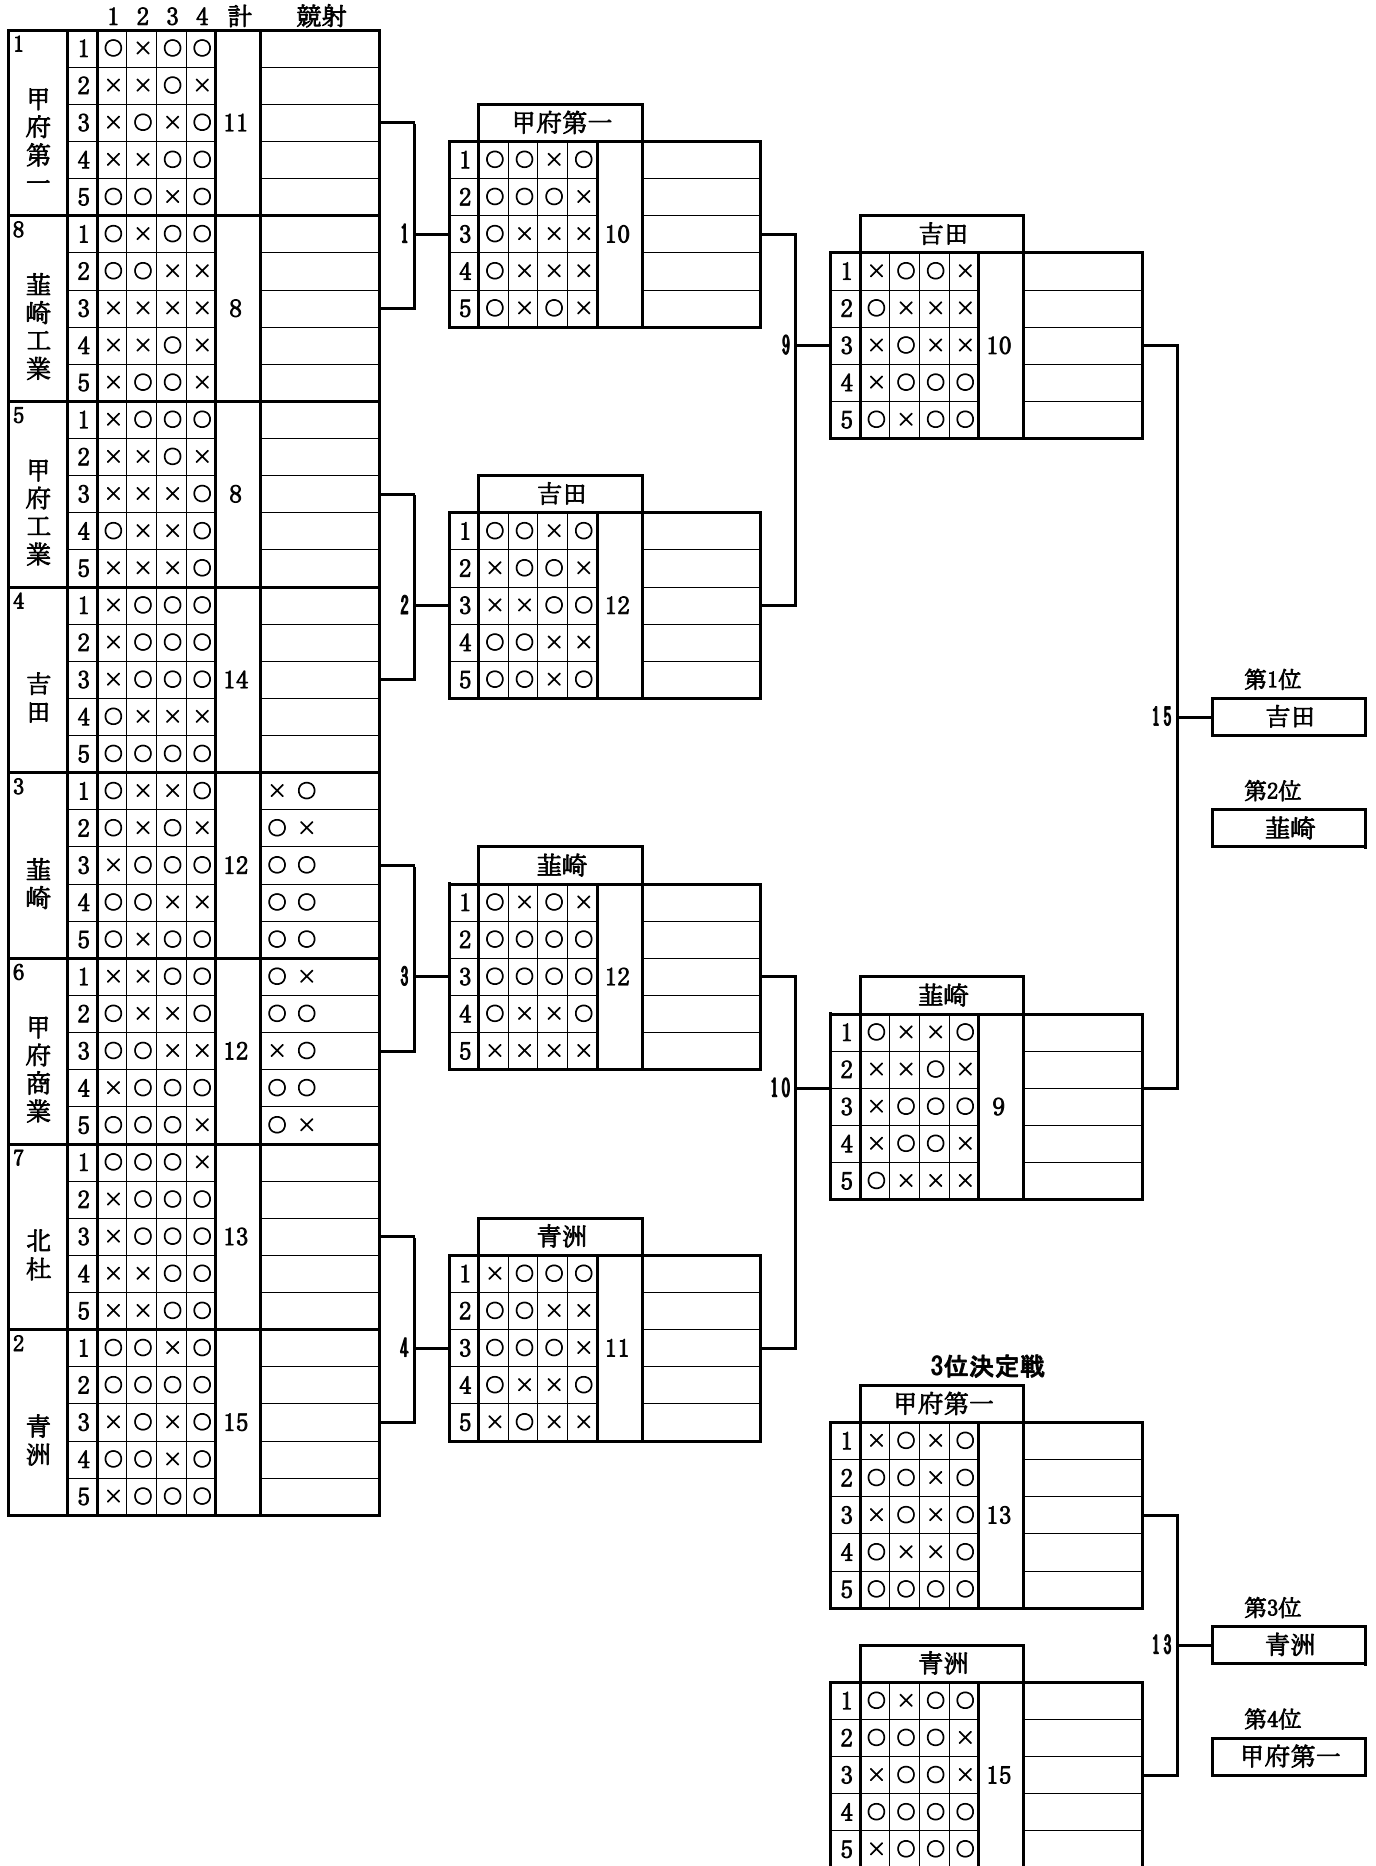 1 2 3 4 計 競射
1 甲府第一
1 ○ × ○ ○
2 × × ○ ×
3 × ○ × ○ 11
4 × × ○ ○
5 ○ ○ × ○
8 韮崎工業
1 ○ × ○ ○
2 ○ ○ × ×
3 × × × × 8
4 × × ○ ×
5 × ○ ○ ×
5 甲府工業
1 × ○ ○ ○
2 × × ○ ×
3 × × × ○ 8
4 ○ × × ○
5 × × × ○
4 吉田
1 × ○ ○ ○
2 × ○ ○ ○
3 × ○ ○ ○ 14
4 ○ × × ×
5 ○ ○ ○ ○
3 韮崎
1 ○ × × ○ × ○
2 ○ × ○ × ○ ×
3 × ○ ○ ○ 12 ○ ○
4 ○ ○ × × ○ ○
5 ○ × ○ ○ ○ ○
6 甲府商業
1 × × ○ ○ ○ ×
2 ○ × × ○ ○ ○
3 ○ ○ × × 12 × ○
4 × ○ ○ ○ ○ ○
5 ○ ○ ○ × ○ ×
7 北杜
1 ○ ○ ○ ×
2 × ○ ○ ○
3 × ○ ○ ○ 13
4 × × ○ ○
5 × × ○ ○
2 青洲
1 ○ ○ × ○
2 ○ ○ ○ ○
3 × ○ × ○ 15
4 ○ ○ × ○
5 × ○ ○ ○
1
2
3
4
甲府第一
1 ○ ○ × ○
2 ○ ○ ○ ×
3 ○ × × × 10
4 ○ × × ×
5 ○ × ○ ×
吉田
1 ○ ○ × ○
2 × ○ ○ ×
3 × × ○ ○ 12
4 ○ ○ × ×
5 ○ ○ × ○
韮崎
1 ○ × ○ ×
2 ○ ○ ○ ○
3 ○ ○ ○ ○ 12
4 ○ × × ○
5 × × × ×
青洲
1 × ○ ○ ○
2 ○ ○ × ×
3 ○ ○ ○ × 11
4 ○ × × ○
5 × ○ × ×
9
10
吉田
1 × ○ ○ ×
2 ○ × × ×
3 × ○ × × 10
4 × ○ ○ ○
5 ○ × ○ ○
韮崎
1 ○ × × ○
2 × × ○ ×
3 × ○ ○ ○ 9
4 × ○ ○ ×
5 ○ × × ×
15
第1位
吉田
第2位
韮崎
3位決定戦
甲府第一
1 × ○ × ○
2 ○ ○ × ○
3 × ○ × ○ 13
4 ○ × × ○
5 ○ ○ ○ ○
青洲
1 ○ × ○ ○
2 ○ ○ ○ ×
3 × ○ ○ × 15
4 ○ ○ ○ ○
5 × ○ ○ ○
13
第3位
青洲
第4位
甲府第一